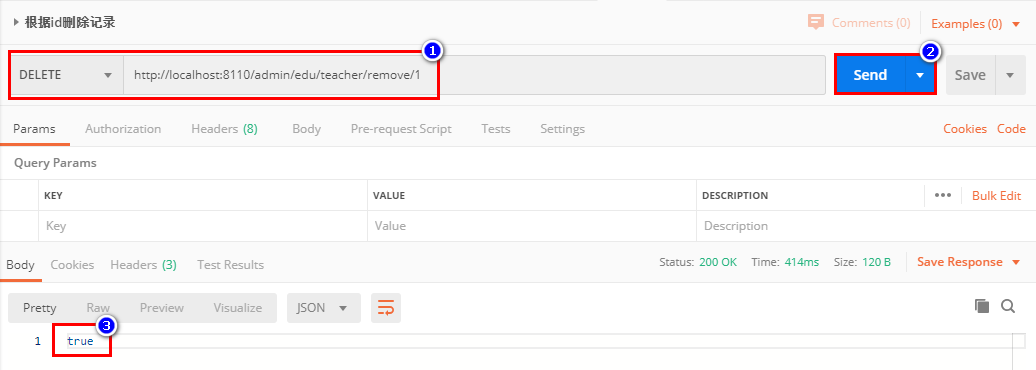 根据id删除记录 Comments (0) Examples (0)
1
DELETE http://localhost:8110/admin/edu/teacher/remove/1 Send 2 Save
Params Authorization Headers (8) Body Pre-request Script Tests Settings Cookies Code
Query Params
KEY VALUE DESCRIPTION ••• Bulk Edit
Key Value Description
Body Cookies Headers (3) Test Results Status: 200 OK Time: 414ms Size: 120 B Save Response
Pretty Raw Preview Visualize JSON
3
1 true